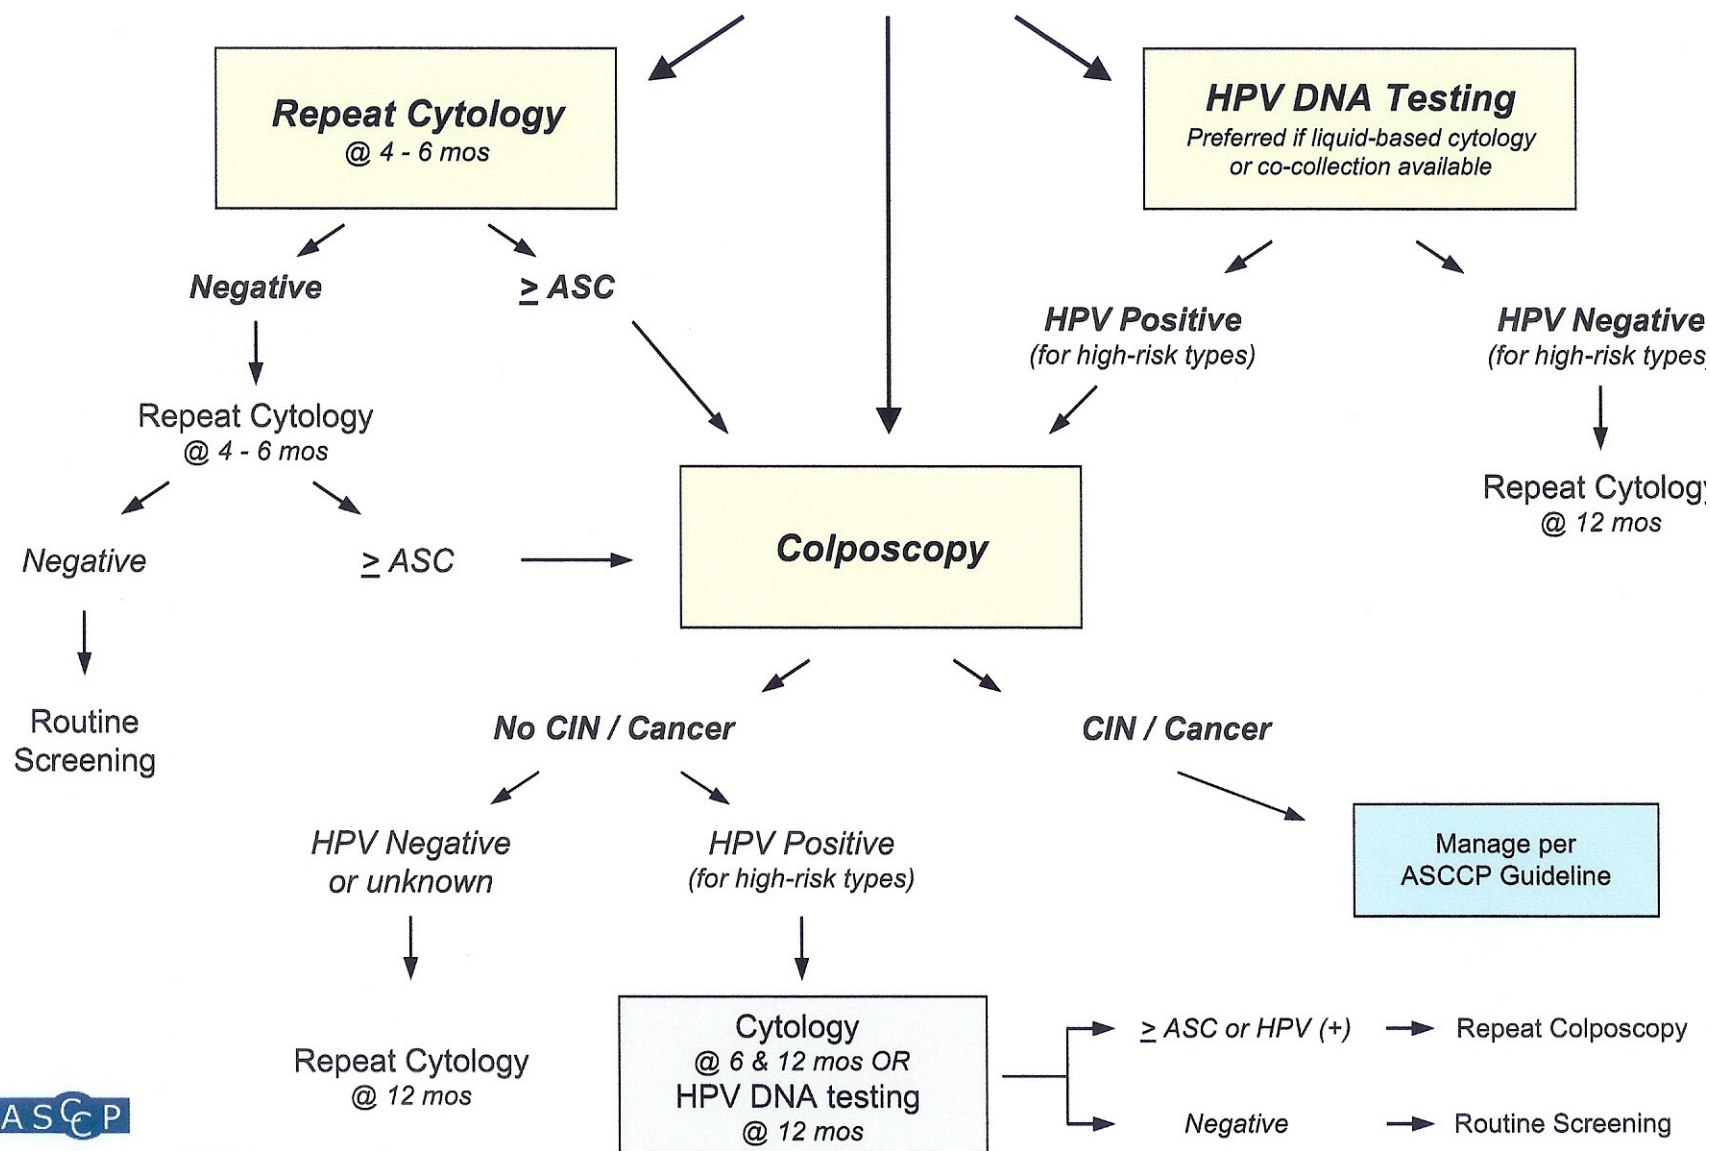 Repeat Cytology
@ 4 - 6 mos
HPV DNA Testing
Preferred if liquid-based cytology
or co-collection available
Negative
≥ ASC
HPV Positive
(for high-risk types)
HPV Negative
(for high-risk types
Repeat Cytology
@ 4 - 6 mos
Repeat Cytology
@ 12 mos
Negative
≥ ASC
Colposcopy
Routine
Screening
No CIN / Cancer
CIN / Cancer
HPV Negative
or unknown
HPV Positive
(for high-risk types)
Manage per
ASCCP Guideline
Repeat Cytology
@ 12 mos
Cytology
@ 6 & 12 mos OR
HPV DNA testing
@ 12 mos
≥ ASC or HPV (+)
Repeat Colposcopy
Negative
Routine Screening
ASCCP